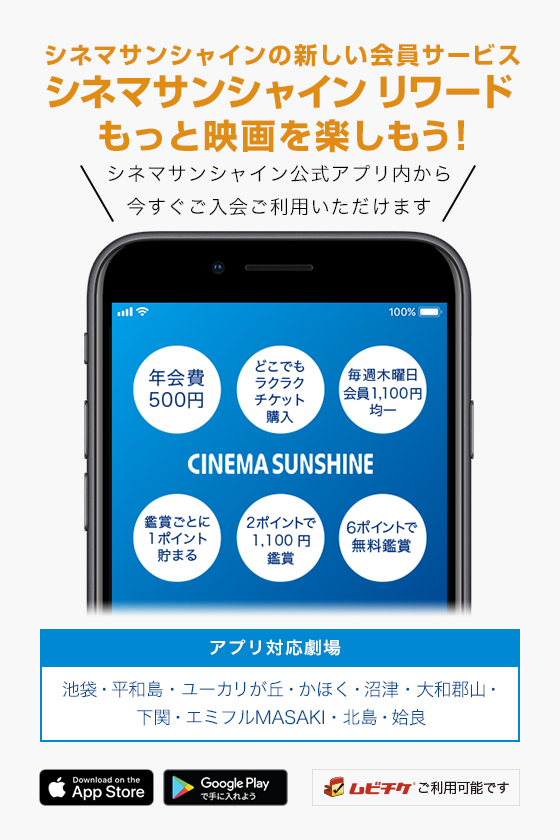 シネマサンシャインの新しい会員サービス
シネマサンシャイン リワード
もっと映画を楽しもう!
シネマサンシャイン公式アプリ内から
今すぐご入会ご利用いただけます
100%
年会費
500円
どこでも
ラクラク
チケット
購入
毎週木曜日
会員1,100円
均一
CINEMA SUNSHINE
鑑賞ごとに
1ポイント
貯まる
2ポイントで
1,100 円
鑑賞
6ポイントで
無料鑑賞
アプリ対応劇場
池袋・平和島・ユーカリが丘・かほく・沼津・大和郡山・
下関・エミフルMASAKI・北島・姶良
Download on the
App Store
Google Play
で手に入れよう
ムビチケ ご利用可能です